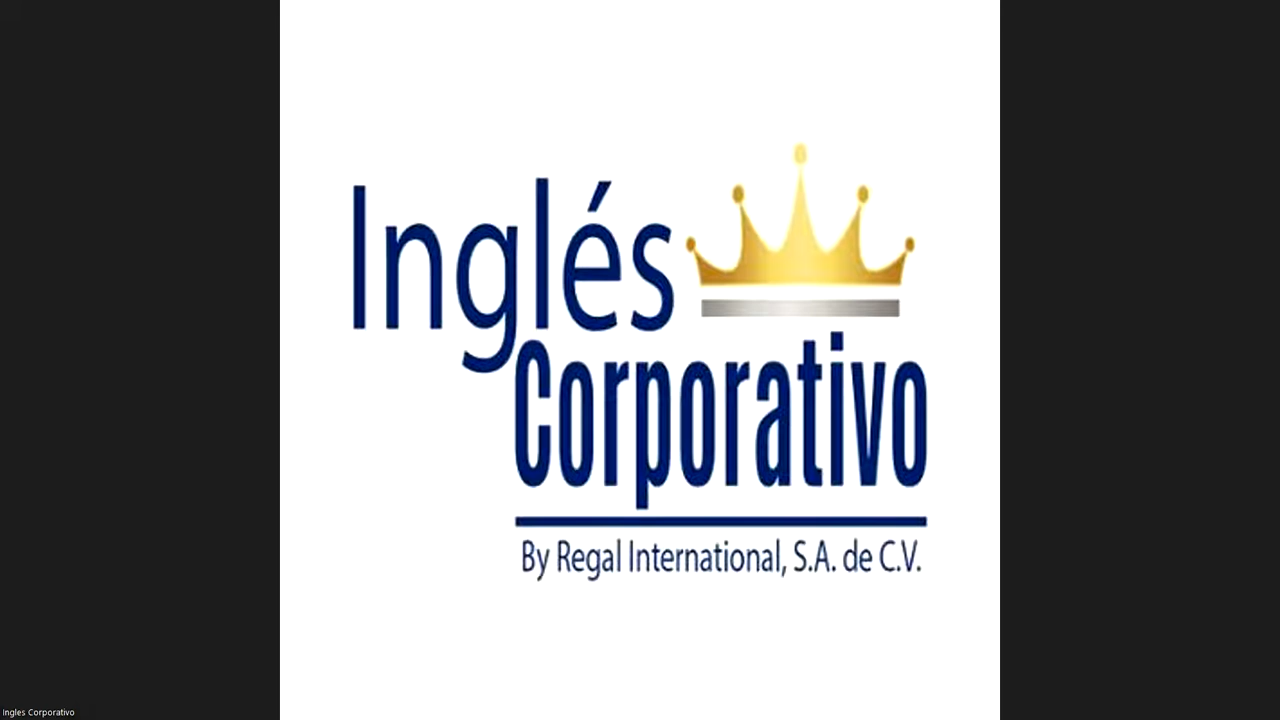 Inglés
Corporativo
By Regal International, S.A. de C.V.
Ingles Corporativo